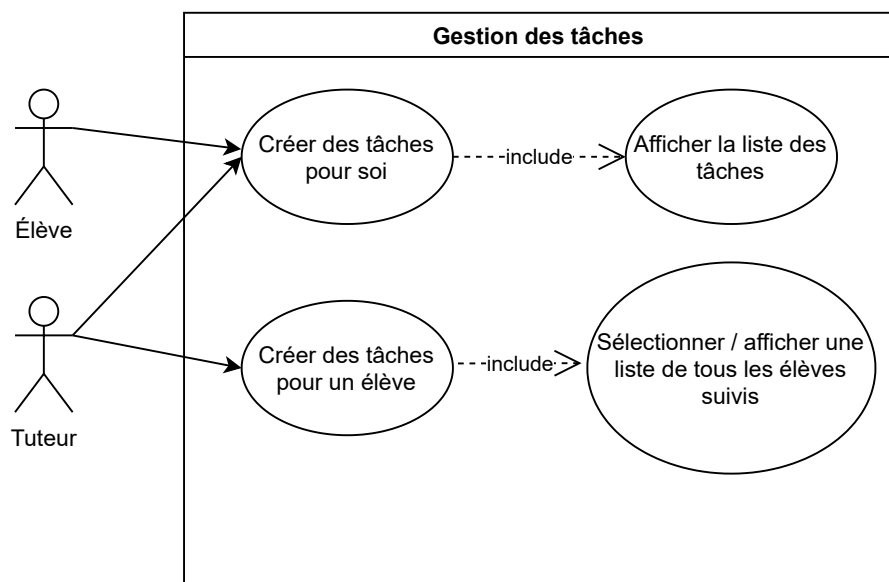 Gestion des tâches
Élève
Créer des tâches
pour soi
include
Afficher la liste des
tâches
Tuteur
Créer des tâches
pour un élève
include
Sélectionner / afficher une
liste de tous les élèves
suivis